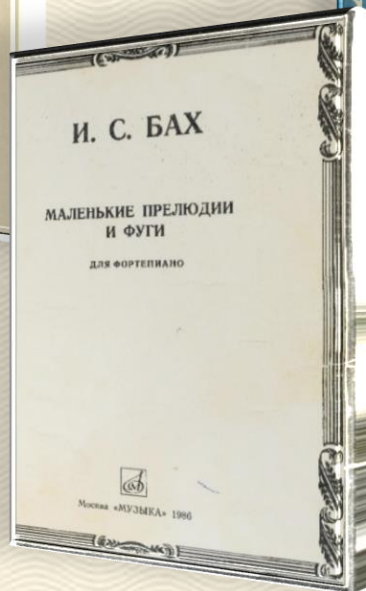 И. С. БАХ
МАЛЕНЬКИЕ ПРЕЛЮДИИ
И ФУГИ
ДЛЯ ФОРТЕПИАНО
Москва «МУЗЫКА» 1986